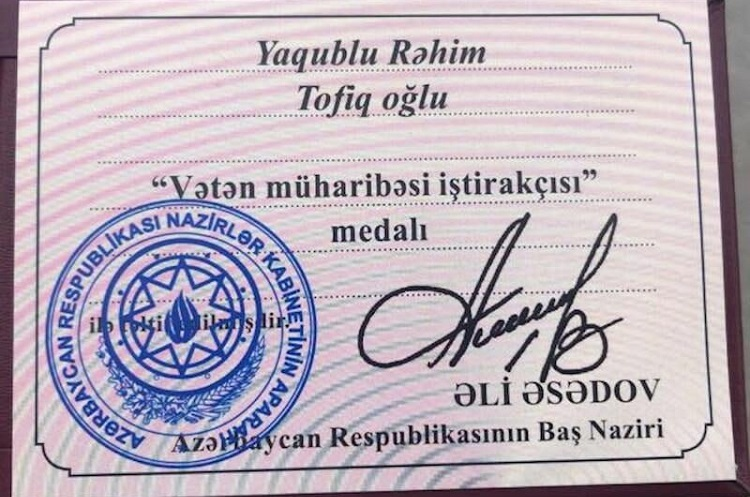 Yaqublu Rəhim
Tofiq oğlu
“Vətən müharibəsi iştirakçısı”
medalı
ilə təltif edilmişdir.
ƏLİ ƏSƏDOV
Azərbaycan Respublikasının Baş Naziri
AZƏRBAYCAN RESPUBLİKASI NAZİRLƏR KABİNETİNİN APARATI